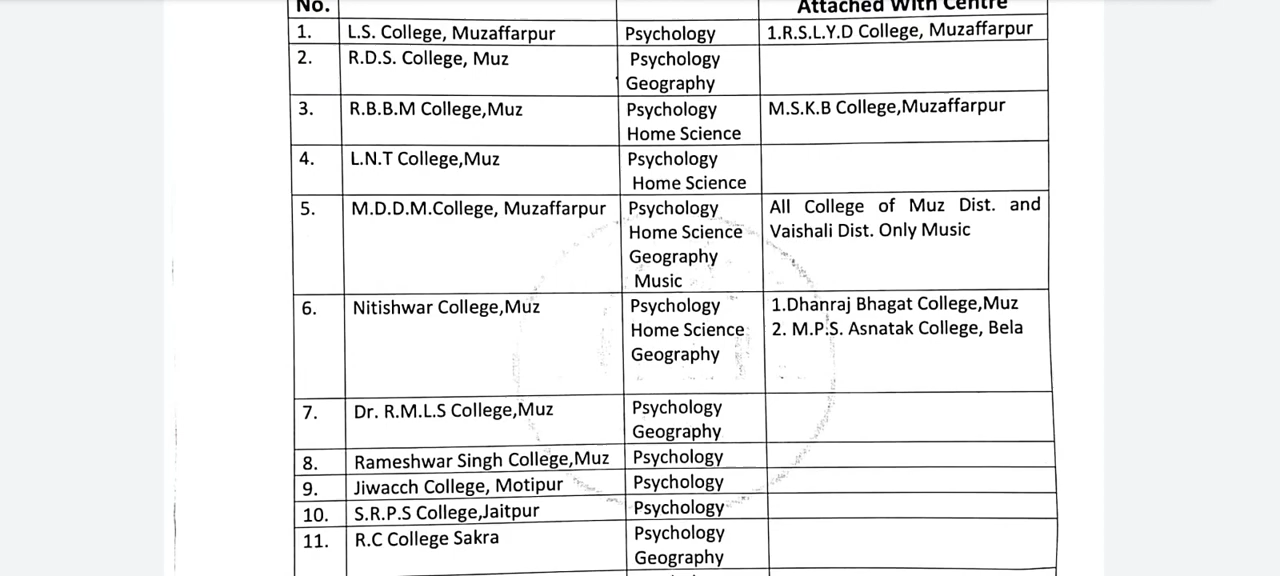 No.
Attached With Centre
1. L.S. College, Muzaffarpur Psychology 1.R.S.L.Y.D College, Muzaffarpur
2. R.D.S. College, Muz Psychology
Geography
3. R.B.B.M College,Muz Psychology M.S.K.B College,Muzaffarpur
Home Science
4. L.N.T College,Muz Psychology
Home Science
5. M.D.D.M.College, Muzaffarpur Psychology All College of Muz Dist. and
Home Science Vaishali Dist. Only Music
Geography
Music
6. Nitishwar College,Muz Psychology 1.Dhanraj Bhagat College,Muz
Home Science 2. M.P.S. Asnatak College, Bela
Geography
7. Dr. R.M.L.S College,Muz Psychology
Geography
8. Rameshwar Singh College,Muz Psychology
9. Jiwacch College, Motipur Psychology
10. S.R.P.S College,Jaitpur Psychology
11. R.C College Sakra Psychology
Geography